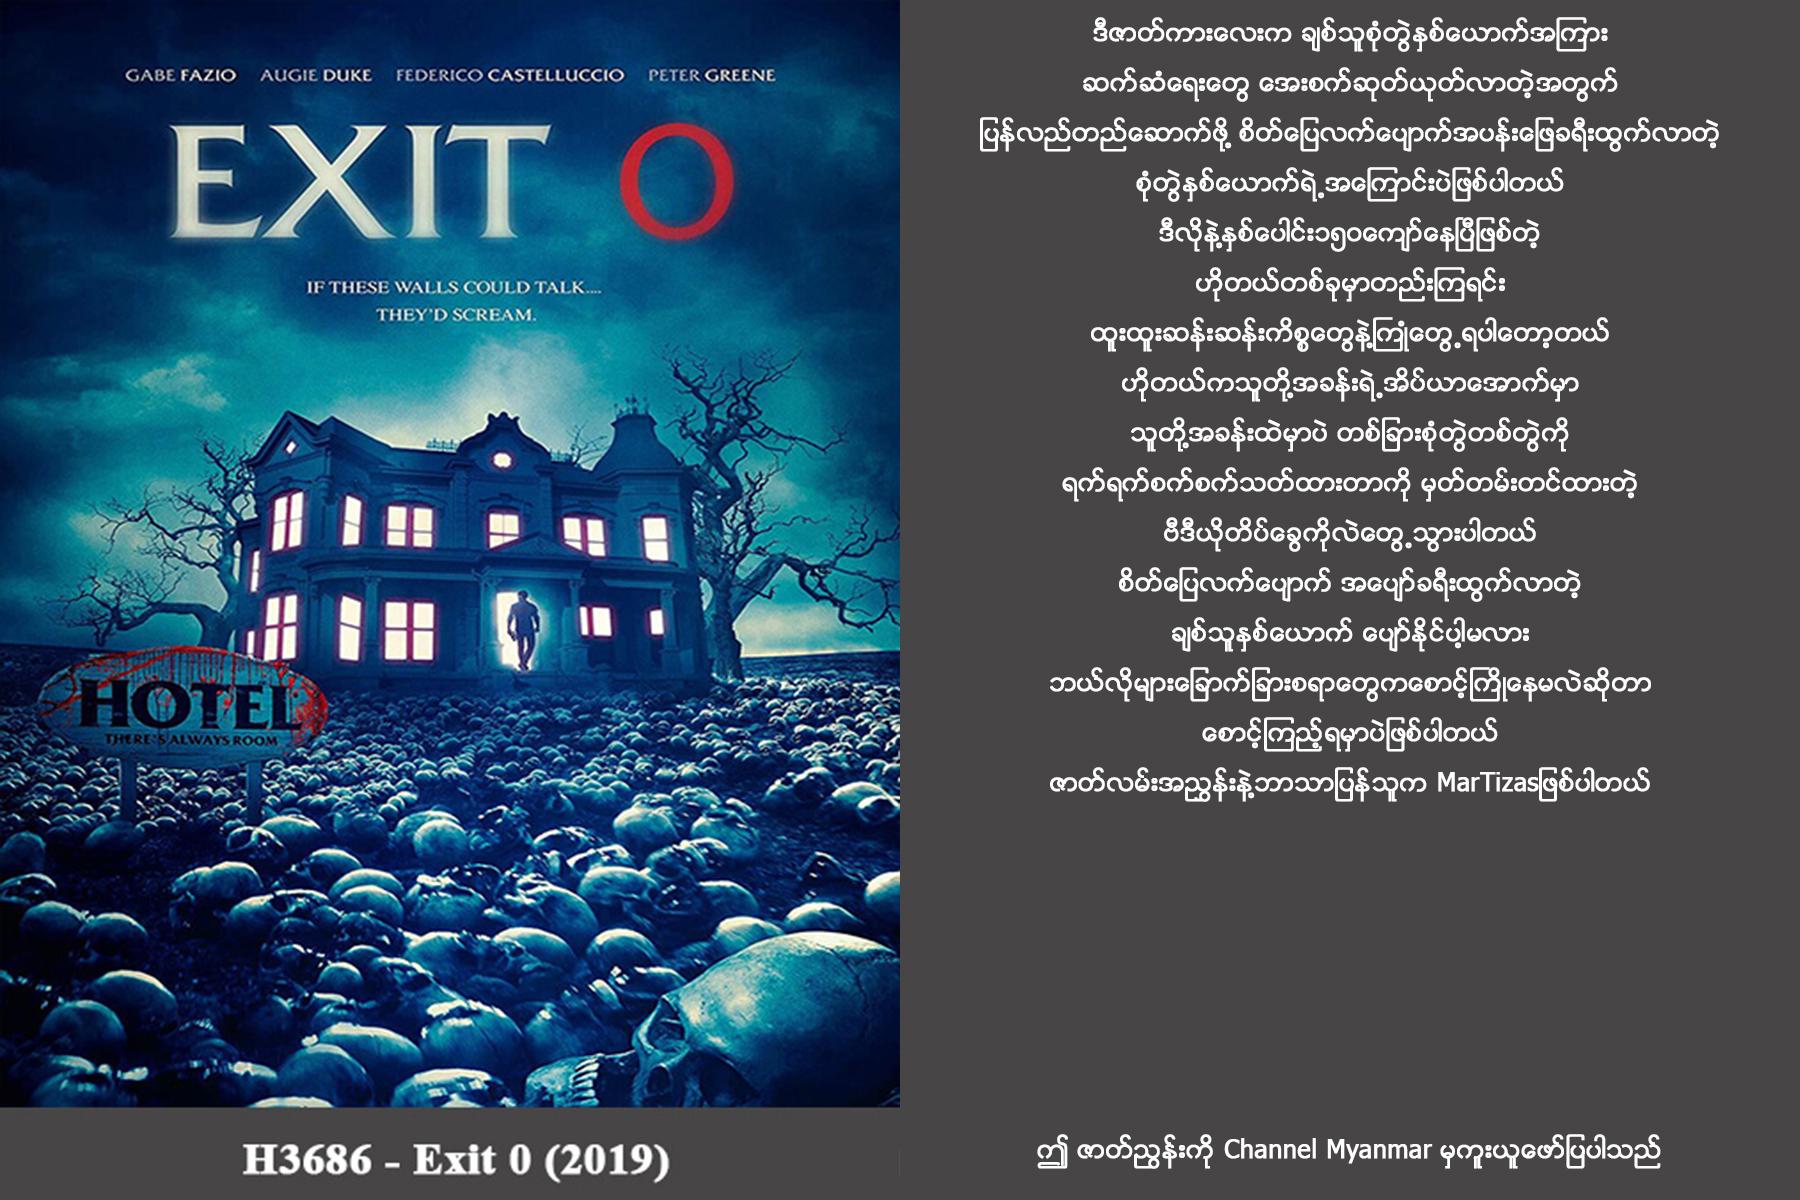 GABE FAZIO AUGIE DUKE FEDERICO CASTELLUCCIO PETER GREENE
EXIT 0
IF THESE WALLS COULD TALK....
THEY'D SCREAM.
HOTEL
THERE'S ALWAYS ROOM
H3686 - Exit 0 (2019)
ဒီဇာတ်ကားလေးက ချစ်သူစုံတွဲနှစ်ယောက်အကြား
ဆက်ဆံရေးတွေ အေးစက်ဆုတ်ယုတ်လာတဲ့အတွက်
ပြန်လည်တည်ဆောက်ဖို့ စိတ်ပြေလက်ပျောက်အပန်းဖြေခရီးထွက်လာတဲ့
စုံတွဲနှစ်ယောက်ရဲ့အကြောင်းပဲဖြစ်ပါတယ်
ဒီလိုနဲ့နှစ်ပေါင်း၁၅၀ကျော်နေပြီဖြစ်တဲ့
ဟိုတယ်တစ်ခုမှာတည်းကြရင်း
ထူးထူးဆန်းဆန်းကိစ္စတွေနဲ့ကြုံတွေ့ရပါတော့တယ်
ဟိုတယ်ကသူတို့အခန်းရဲ့အိပ်ယာအောက်မှာ
သူတို့အခန်းထဲမှာပဲ တစ်ခြားစုံတွဲတစ်တွဲကို
ရက်ရက်စက်စက်သတ်ထားတာကို မှတ်တမ်းတင်ထားတဲ့
ဗီဒီယိုတိပ်ခွေကိုလဲတွေ့သွားပါတယ်
စိတ်ပြေလက်ပျောက် အပျော်ခရီးထွက်လာတဲ့
ချစ်သူနှစ်ယောက် ပျော်နိုင်ပါ့မလား
ဘယ်လိုများခြောက်ခြားစရာတွေကစောင့်ကြိုနေမလဲဆိုတာ
စောင့်ကြည့်ရမှာပဲဖြစ်ပါတယ်
ဇာတ်လမ်းအညွှန်းနဲ့ဘာသာပြန်သူက MarTizasဖြစ်ပါတယ်
ဤ ဇာတ်ညွှန်းကို Channel Myanmar မှကူးယူဖော်ပြပါသည်